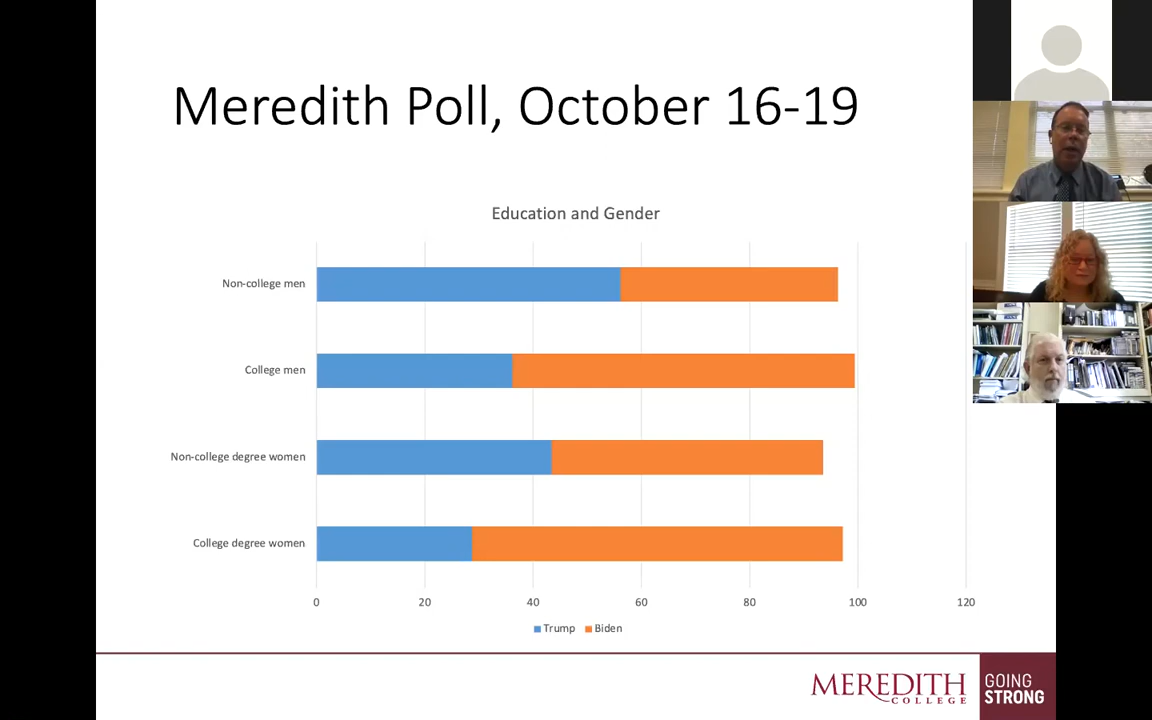 Meredith Poll, October 16-19
Education and Gender
Non-college men
College men
Non-college degree women
College degree women
0 20 40 60 80 100 120
Trump Biden
MEREDITH
COLLEGE
GOING
STRONG